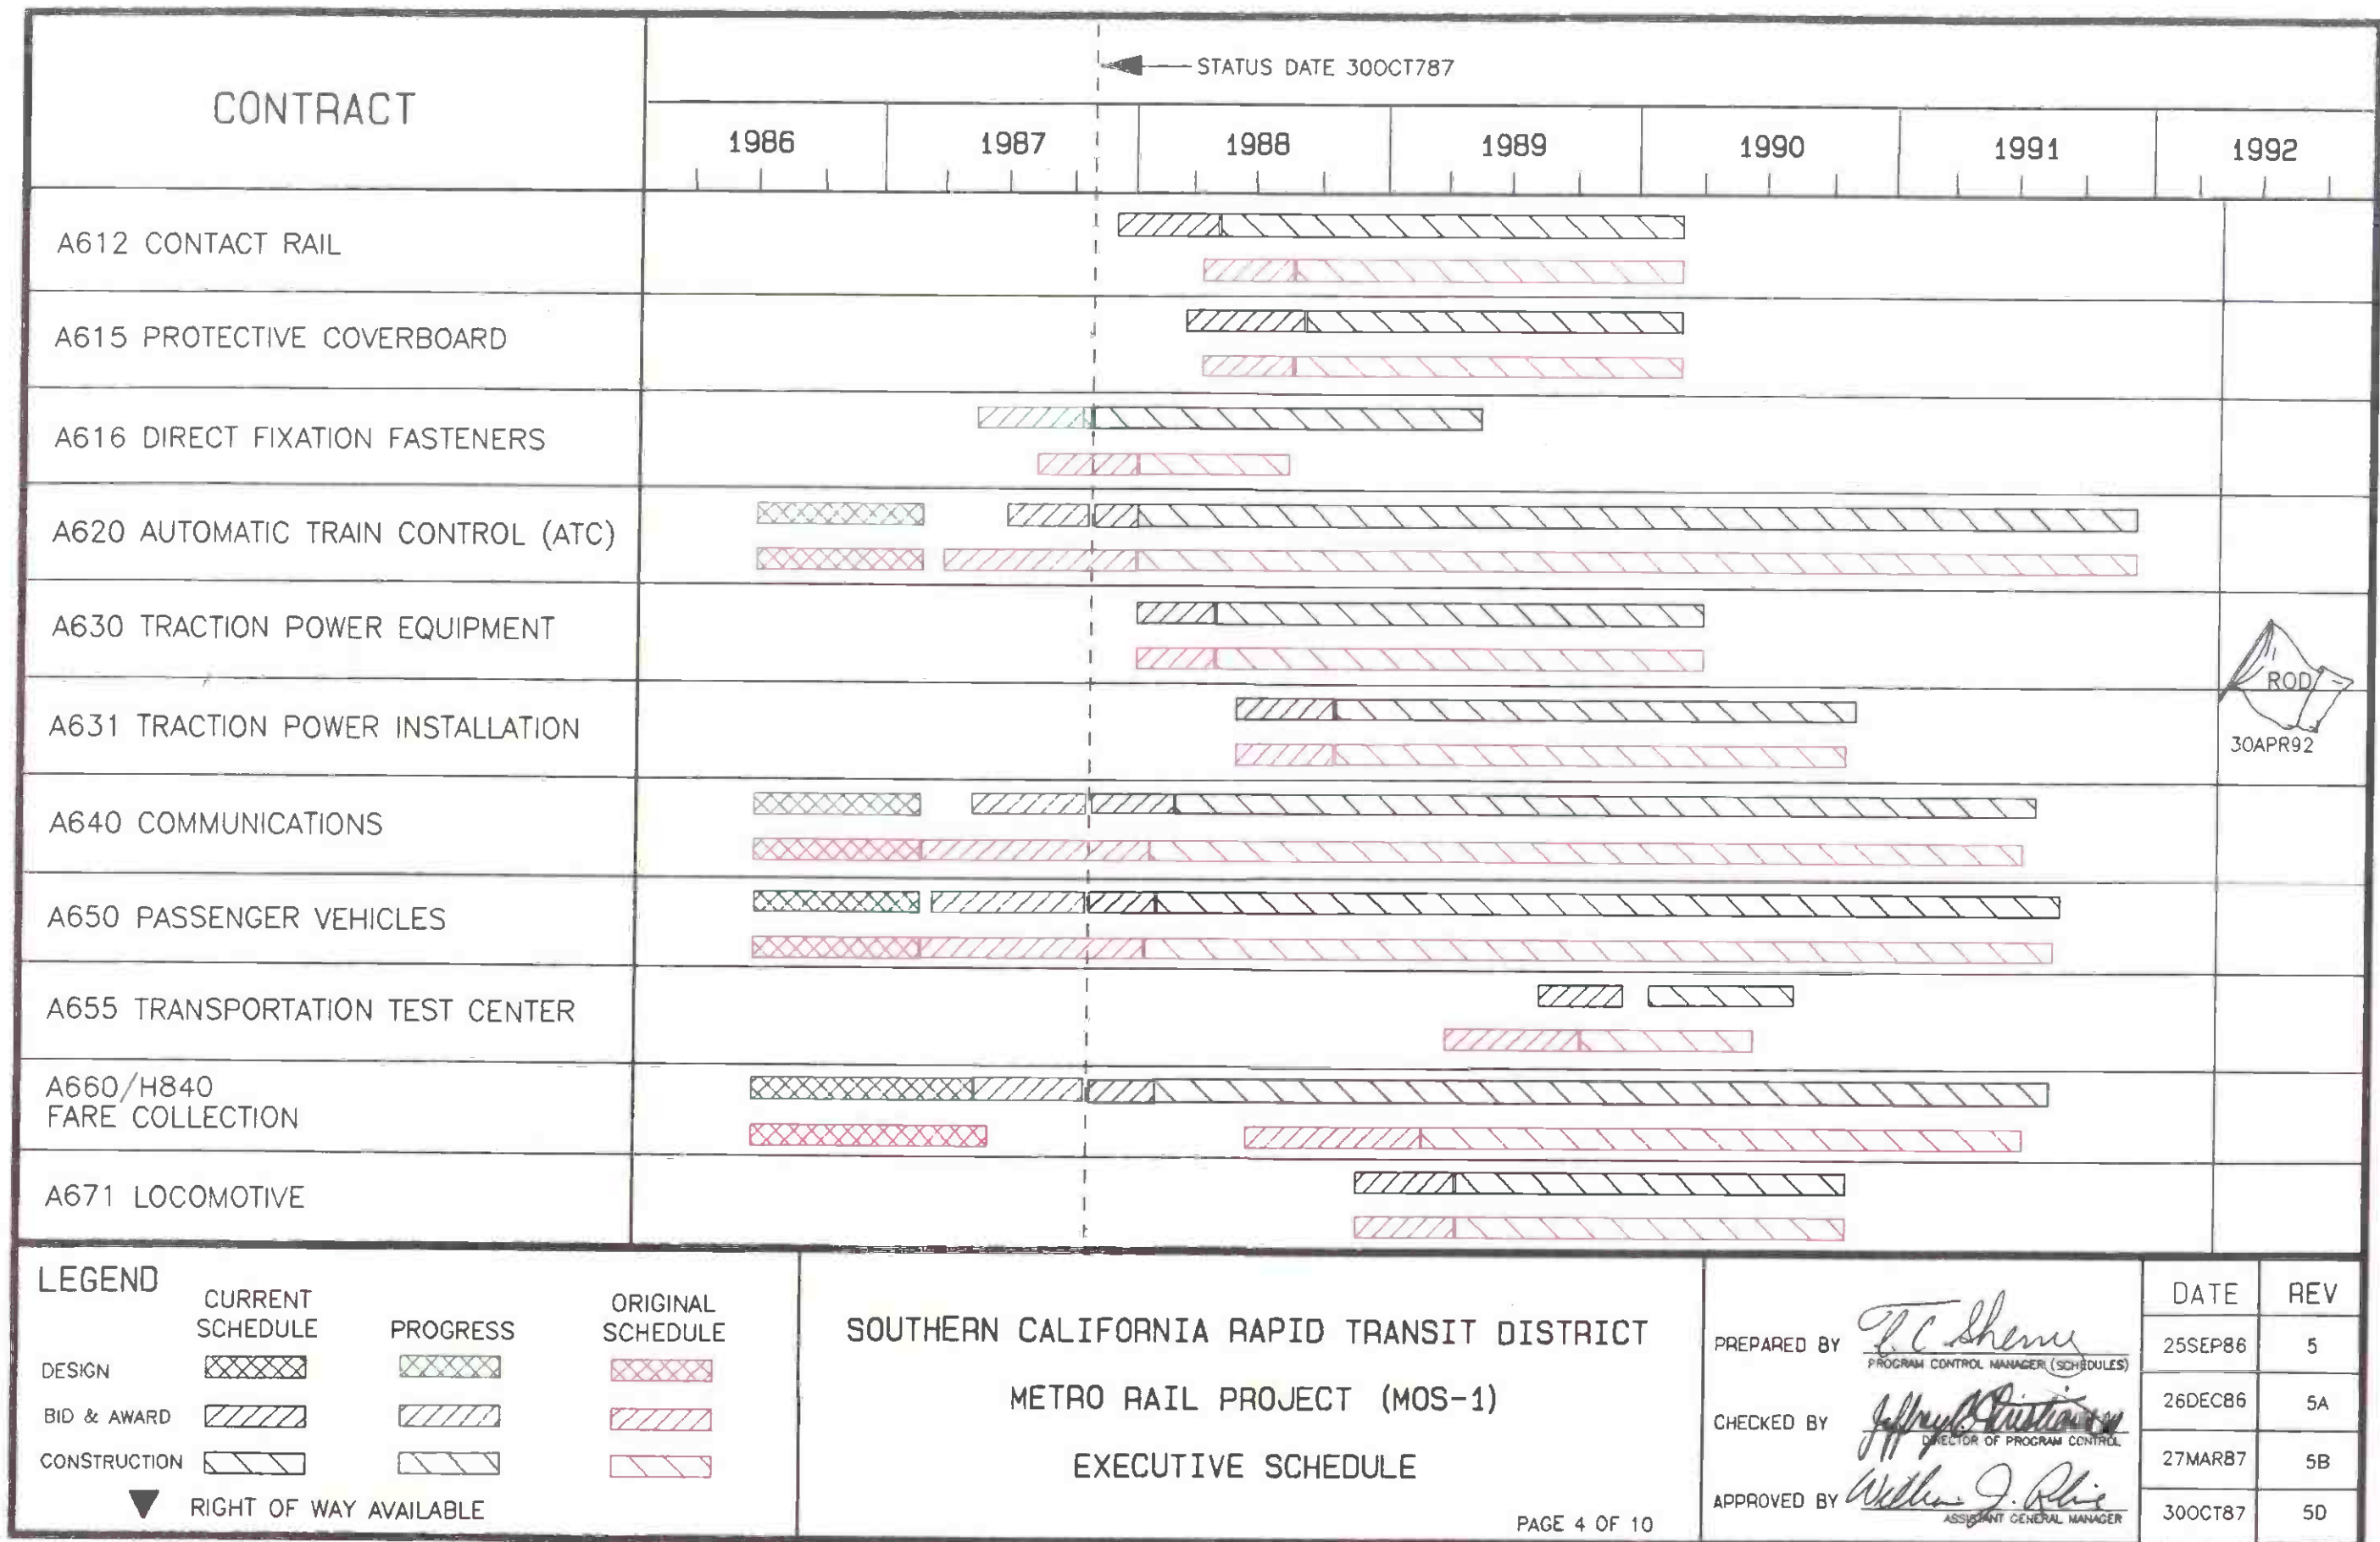 CONTRACT
STATUS DATE 30OCT787
1986 1987 1988 1989 1990 1991 1992
A612 CONTACT RAIL
A615 PROTECTIVE COVERBOARD
A616 DIRECT FIXATION FASTENERS
A620 AUTOMATIC TRAIN CONTROL (ATC)
A630 TRACTION POWER EQUIPMENT
A631 TRACTION POWER INSTALLATION
ROD
30APR92
A640 COMMUNICATIONS
A650 PASSENGER VEHICLES
A655 TRANSPORTATION TEST CENTER
A660/H840
FARE COLLECTION
A671 LOCOMOTIVE
LEGEND
CURRENT
SCHEDULE
PROGRESS
ORIGINAL
SCHEDULE
DESIGN
BID & AWARD
CONSTRUCTION
RIGHT OF WAY AVAILABLE
SOUTHERN CALIFORNIA RAPID TRANSIT DISTRICT
METRO RAIL PROJECT (MOS-1)
EXECUTIVE SCHEDULE
PAGE 4 OF 10
PREPARED BY
PROGRAM CONTROL MANAGER (SCHEDULES)
CHECKED BY
DIRECTOR OF PROGRAM CONTROL
APPROVED BY
ASSISTANT GENERAL MANAGER
DATE REV
25SEP86 5
26DEC86 5A
27MAR87 5B
30OCT87 5D